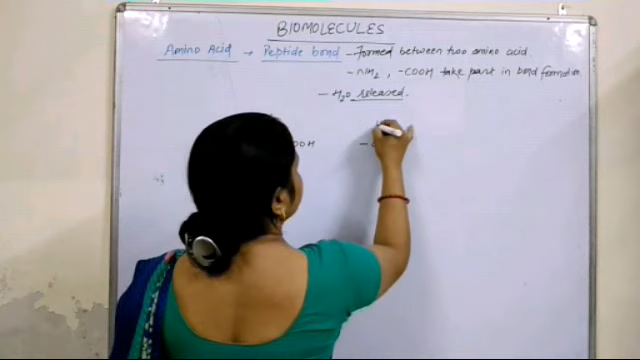 BIOMOLECULES
Amino Acid → Peptide bond - Formed between two amino acid.
- NH2, -COOH take part in bond formation
- H2O released.
OOH